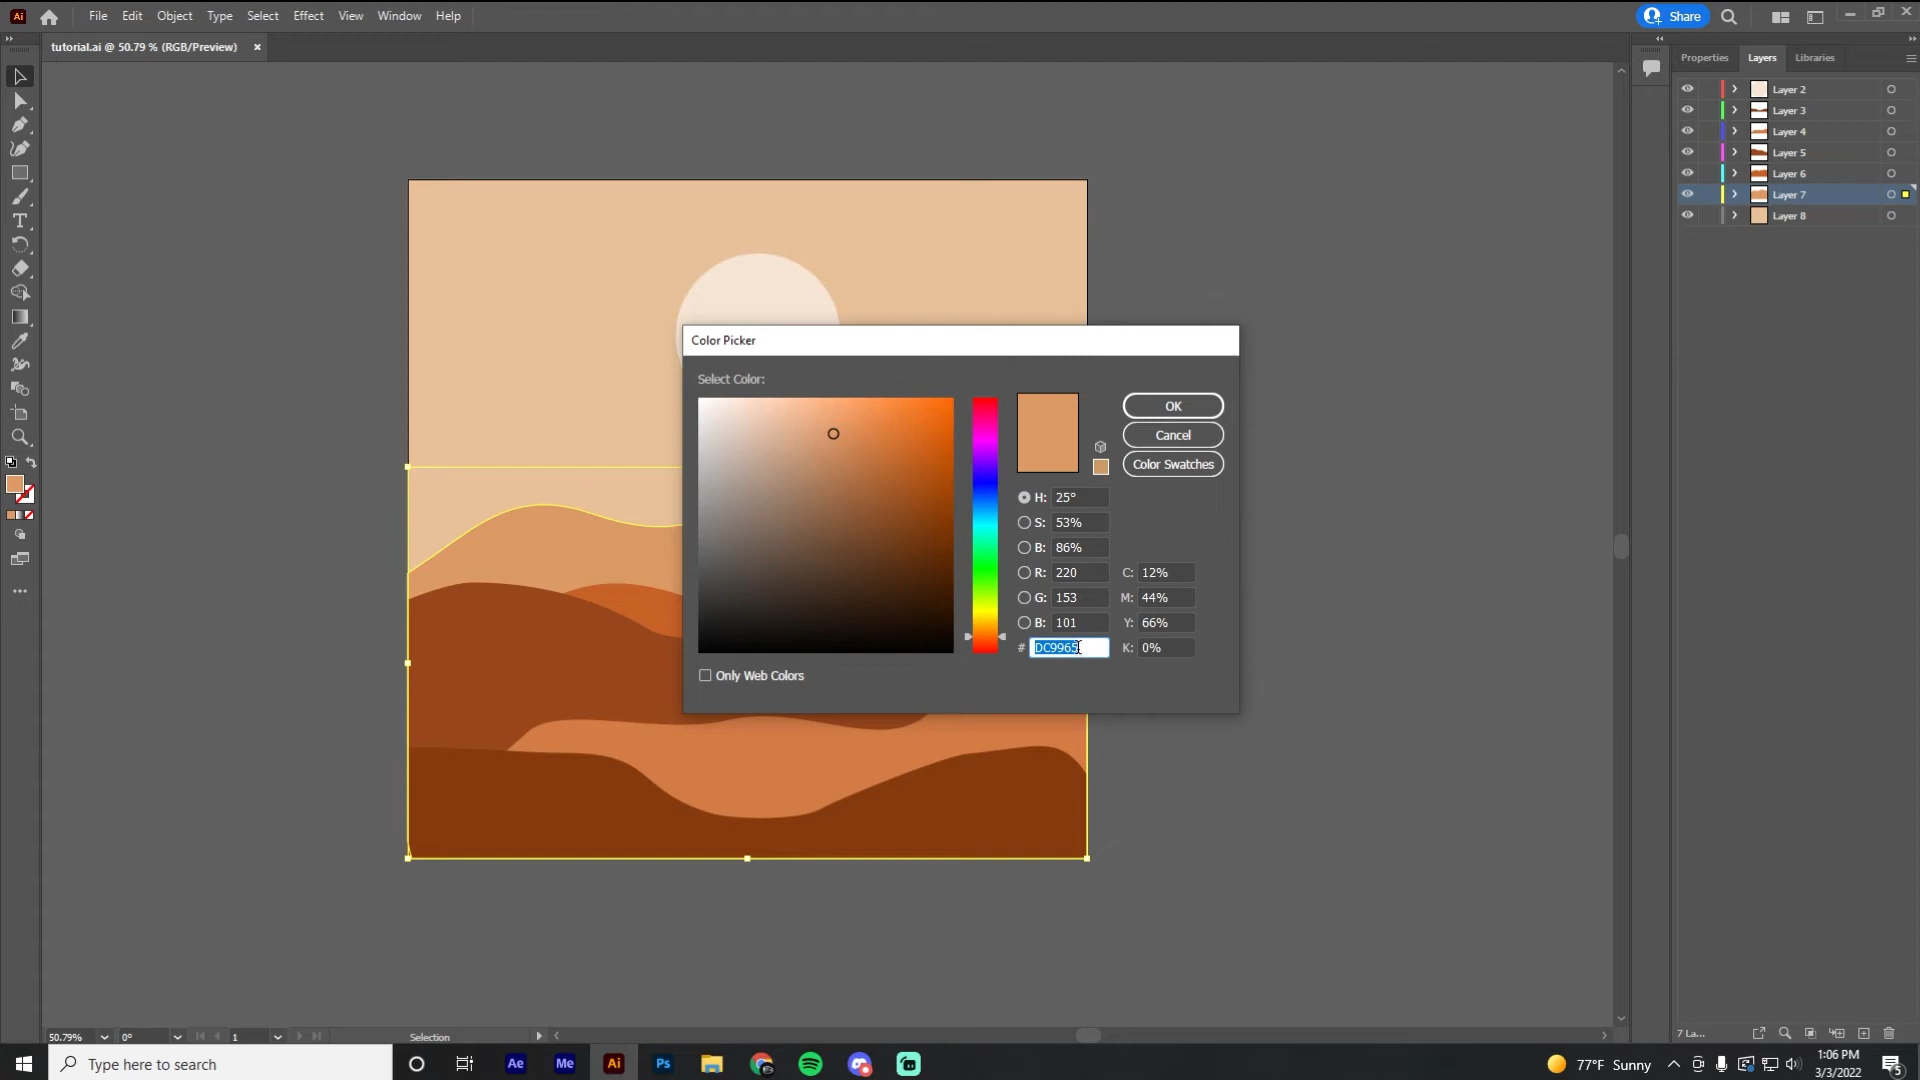 Ai File Edit Object Type Select Effect View Window Help Share
tutorial.ai @ 50.79 % (RGB/Preview) ×
Properties Layers Libraries
Layer 2
Layer 3
Layer 4
Layer 5
Layer 6
Layer 7
Layer 8
Color Picker
Select Color:
OK
Cancel
Color Swatches
H: 25°
S: 53%
B: 86%
R: 220 C: 12%
G: 153 M: 44%
B: 101 Y: 66%
# DC9965 K: 0%
Only Web Colors
50.79% 0° 1 Selection
7 La...
Type here to search Ae Me Ai Ps 77°F Sunny 1:06 PM
3/3/2022 5